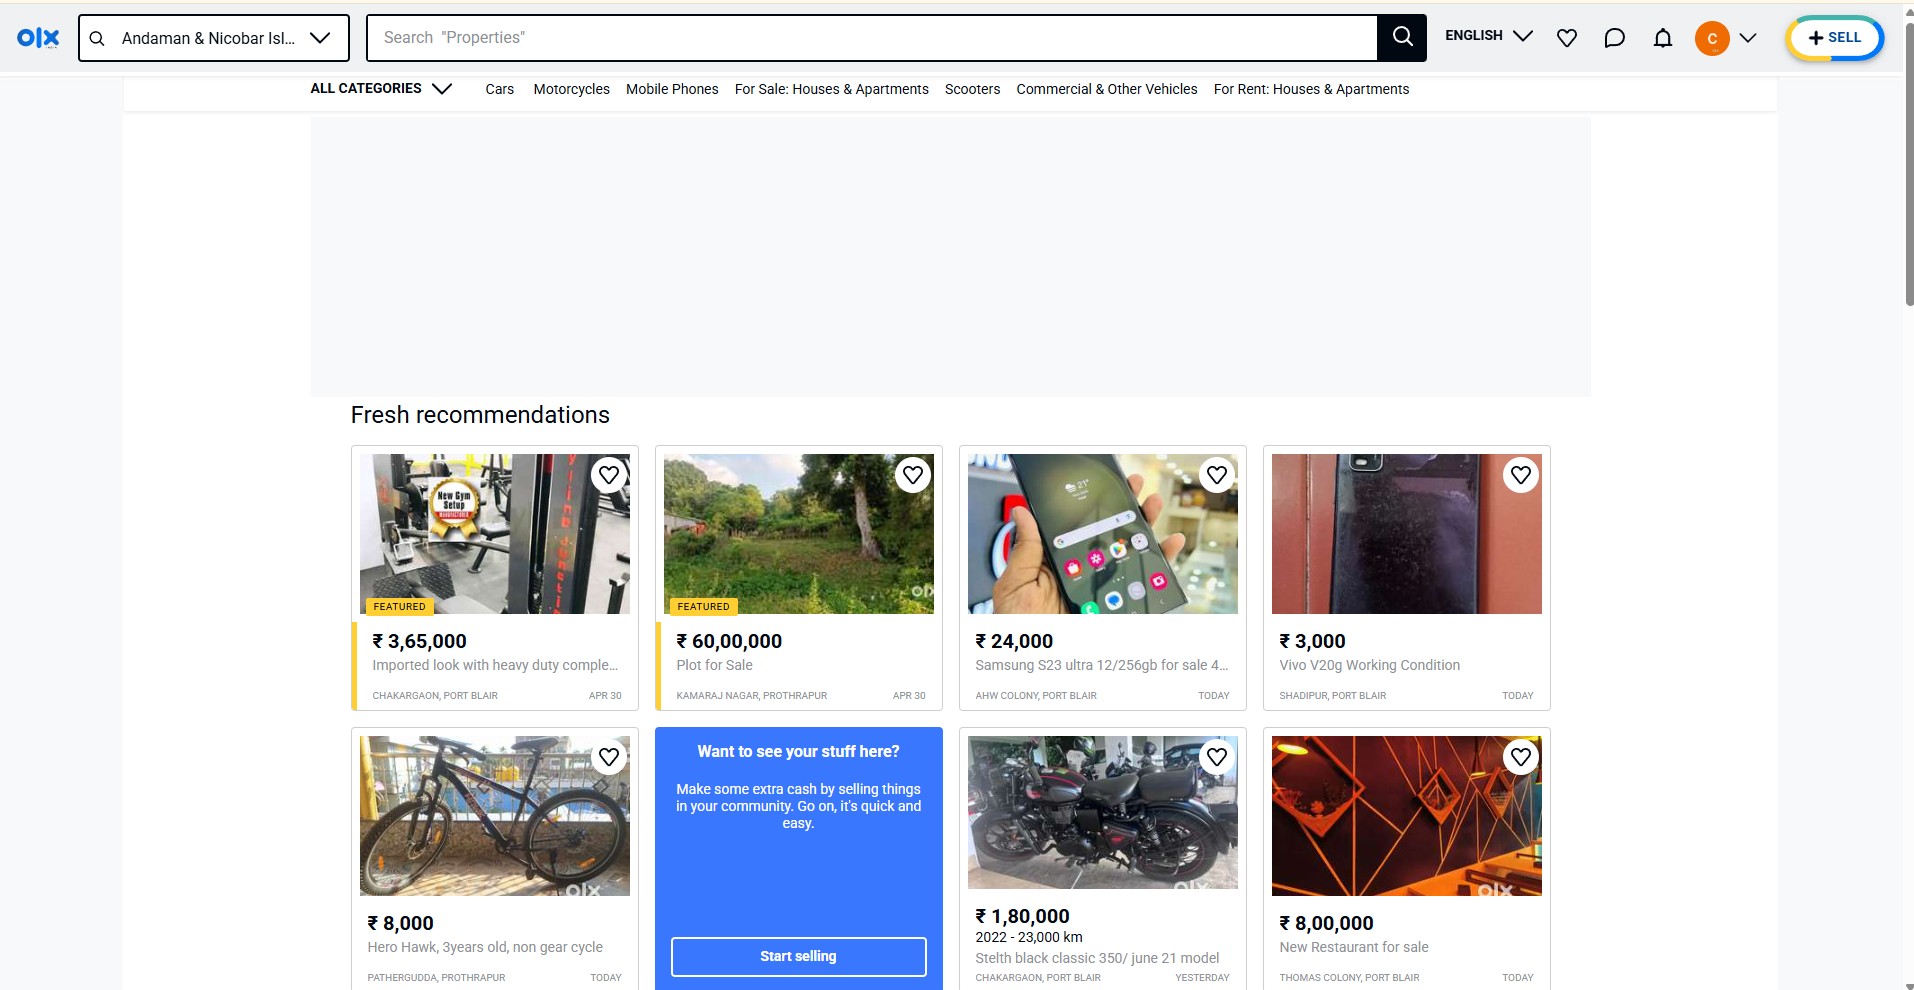 olx
Andaman & Nicobar Isl...
Search "Properties"
ENGLISH
C
SELL
ALL CATEGORIES
Cars
Motorcycles
Mobile Phones
For Sale: Houses & Apartments
Scooters
Commercial & Other Vehicles
For Rent: Houses & Apartments
Fresh recommendations
New Gym
Setup
FEATURED
₹ 3,65,000
Imported look with heavy duty comple...
CHAKARGAON, PORT BLAIR
APR 30
olx
FEATURED
₹ 60,00,000
Plot for Sale
KAMARAJ NAGAR, PROTHRAPUR
APR 30
21°
₹ 24,000
Samsung S23 ultra 12/256gb for sale 4...
AHW COLONY, PORT BLAIR
TODAY
₹ 3,000
Vivo V20g Working Condition
SHADIPUR, PORT BLAIR
TODAY
olx
₹ 8,000
Hero Hawk, 3years old, non gear cycle
PATHERGUDDA, PROTHRAPUR
TODAY
Want to see your stuff here?
Make some extra cash by selling things
in your community. Go on, it's quick and
easy.
Start selling
olx
₹ 1,80,000
2022 - 23,000 km
Stelth black classic 350/ june 21 model
CHAKARGAON, PORT BLAIR
YESTERDAY
olx
₹ 8,00,000
New Restaurant for sale
THOMAS COLONY, PORT BLAIR
TODAY